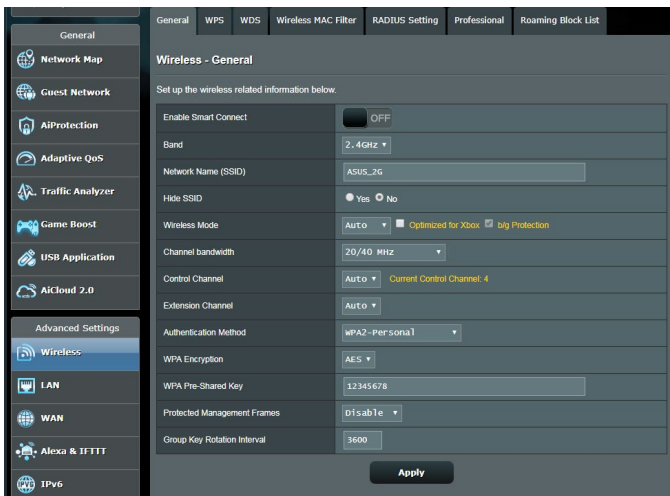 General WPS WDS Wireless MAC Filter RADIUS Setting Professional Roaming Block List
General
Network Map
Guest Network
AiProtection
Adaptive QoS
Traffic Analyzer
Game Boost
USB Application
AiCloud 2.0
Advanced Settings
Wireless
LAN
WAN
Alexa & IFTTT
IPv6
Wireless - General
Set up the wireless related information below.
Enable Smart Connect OFF
Band 2.4GHz
Network Name (SSID) ASUS_2G
Hide SSID Yes No
Wireless Mode Auto Optimized for Xbox b/g Protection
Channel bandwidth 20/40 MHz
Control Channel Auto Current Control Channel: 4
Extension Channel Auto
Authentication Method WPA2-Personal
WPA Encryption AES
WPA Pre-Shared Key 12345678
Protected Management Frames Disable
Group Key Rotation Interval 3600
Apply